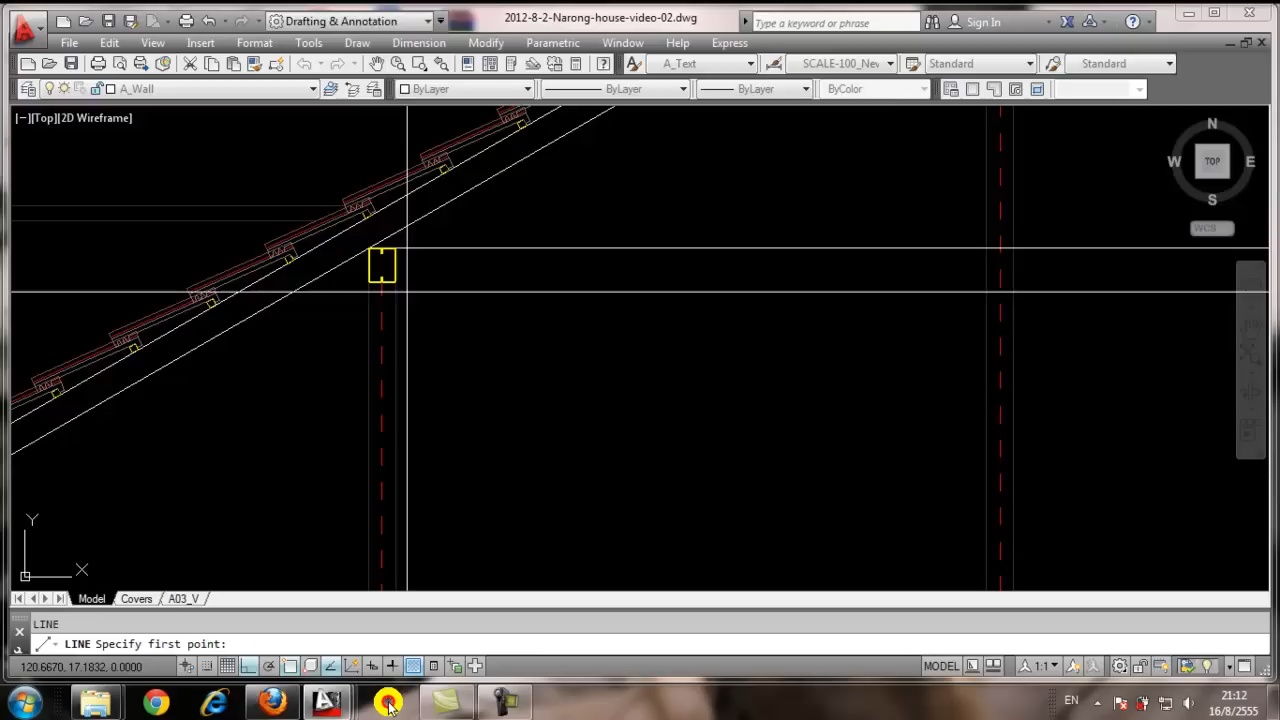 Drafting & Annotation
2012-8-2-Narong-house-video-02.dwg
Type a keyword or phrase
Sign In
File Edit View Insert Format Tools Draw Dimension Modify Parametric Window Help Express
A_Text
SCALE-100_Nev
Standard
Standard
A_Wall
ByLayer
ByLayer
ByLayer
ByColor
[−][Top][2D Wireframe]
N
W TOP E
S
WCS
Y
X
Model Covers A03_V
LINE
LINE Specify first point:
120.6670, 17.1832, 0.0000
MODEL
1:1
EN
21:12
16/8/2555